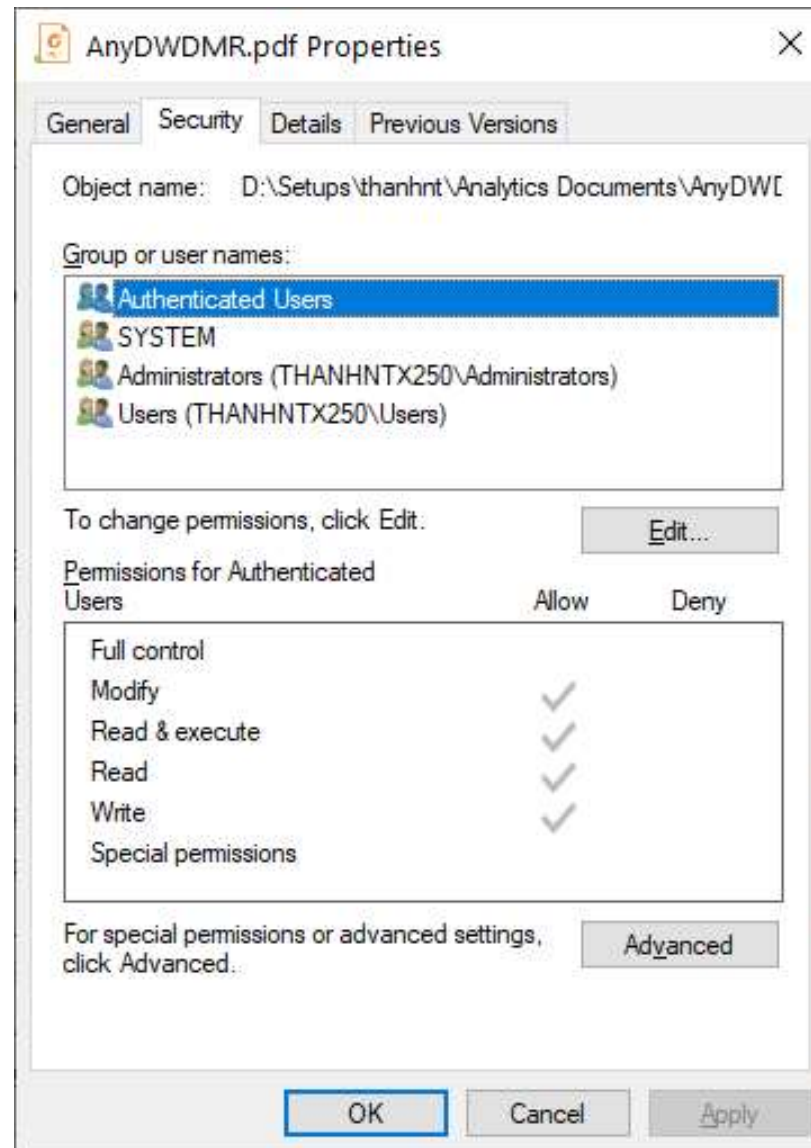 AnyDWDMR.pdf Properties
General Security Details Previous Versions
Object name: D:\Setups\thanhnt\Analytics Documents\AnyDWD
Group or user names:
Authenticated Users
SYSTEM
Administrators (THANHNTX250\Administrators)
Users (THANHNTX250\Users)
To change permissions, click Edit.
Edit...
Permissions for Authenticated
Users Allow Deny
Full control
Modify
Read & execute
Read
Write
Special permissions
For special permissions or advanced settings,
click Advanced.
Advanced
OK Cancel Apply